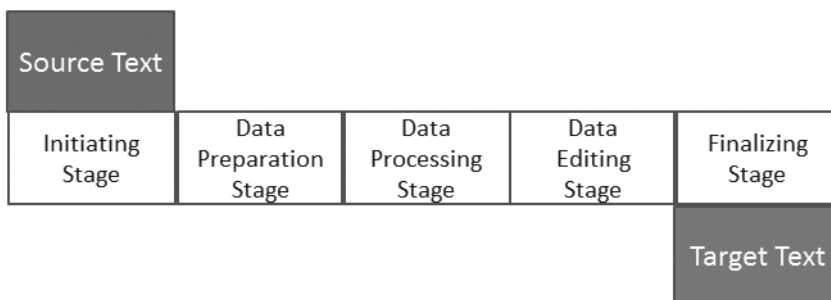 Source Text
Initiating
Stage
Data
Preparation
Stage
Data
Processing
Stage
Data
Editing
Stage
Finalizing
Stage
Target Text